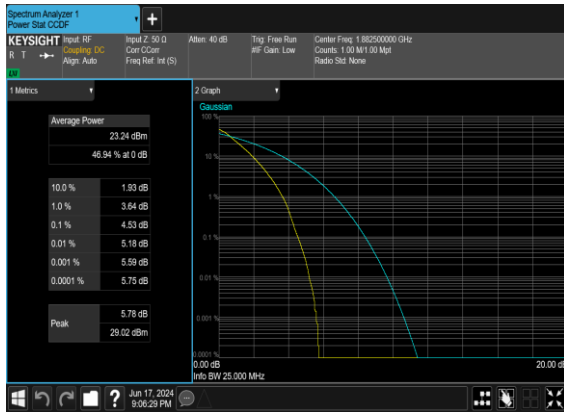 Spectrum Analyzer 1
Power Stat CCDF
+
KEYSIGHT
R T
LXI
Input: RF
Coupling: DC
Align: Auto
Input Z: 50 Ω
Corr CCorr
Freq Ref: Int (S)
Atten: 40 dB
Trig: Free Run
#IF Gain: Low
Center Freq: 1.882500000 GHz
Counts: 1.00 M/1.00 Mpt
Radio Std: None
1 Metrics
Average Power
23.24 dBm
46.94 % at 0 dB
10.0 % 1.93 dB
1.0 % 3.64 dB
0.1 % 4.53 dB
0.01 % 5.18 dB
0.001 % 5.59 dB
0.0001 % 5.75 dB
Peak
5.78 dB
29.02 dBm
2 Graph
Gaussian
100 %
10 %
1 %
0.1 %
0.01 %
0.001 %
0.0001 %
0.00 dB
20.00 dB
Info BW 25.000 MHz
?
Jun 17, 2024
9:06:29 PM